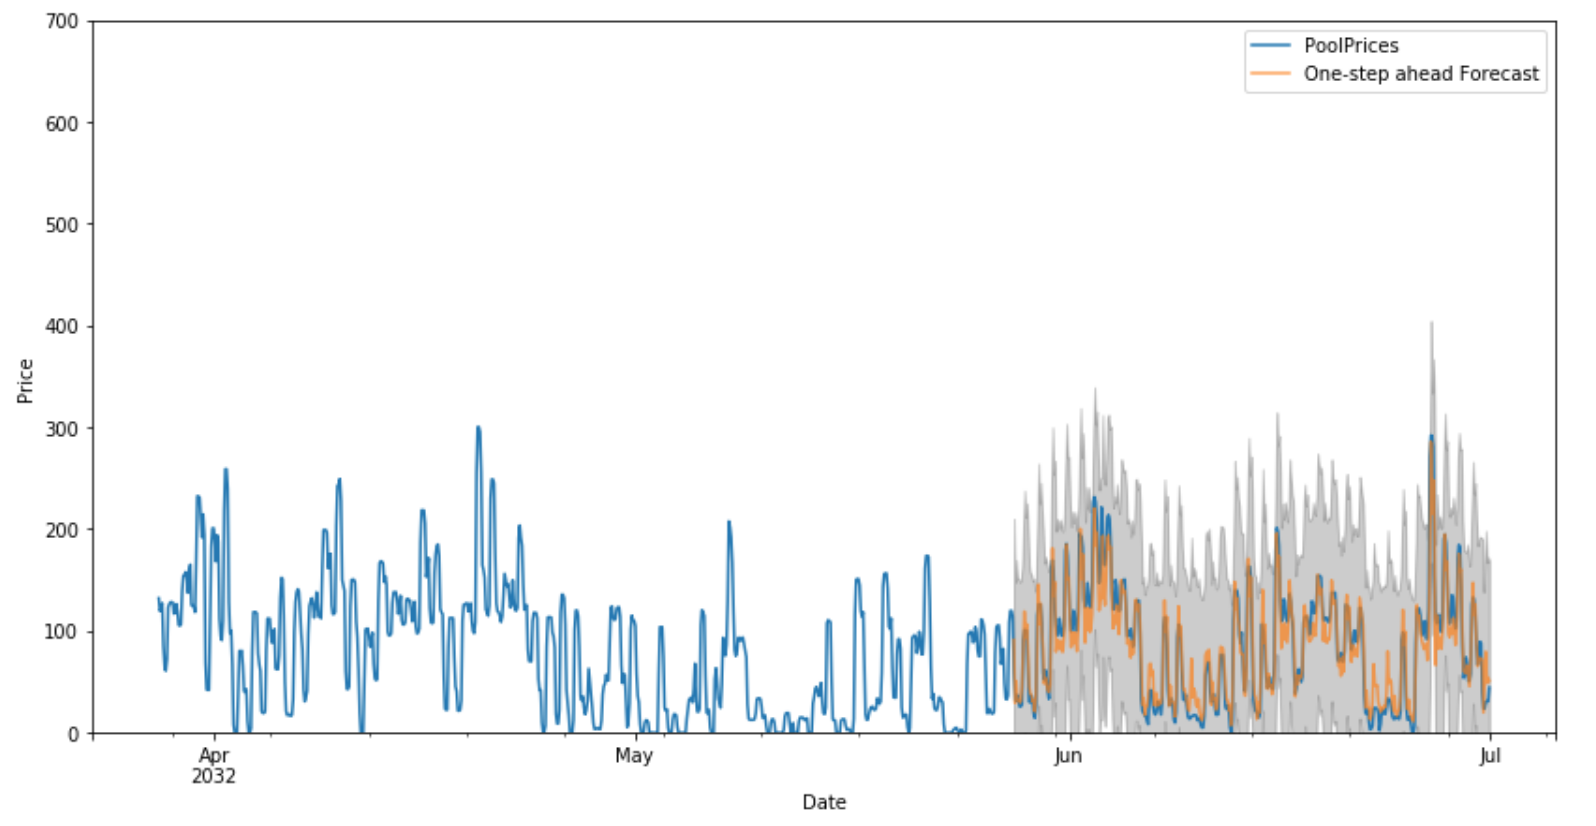 700
600
500
400
300
200
100
0
Price
PoolPrices
One-step ahead Forecast
Apr
2032
May
Jun
Jul
Date